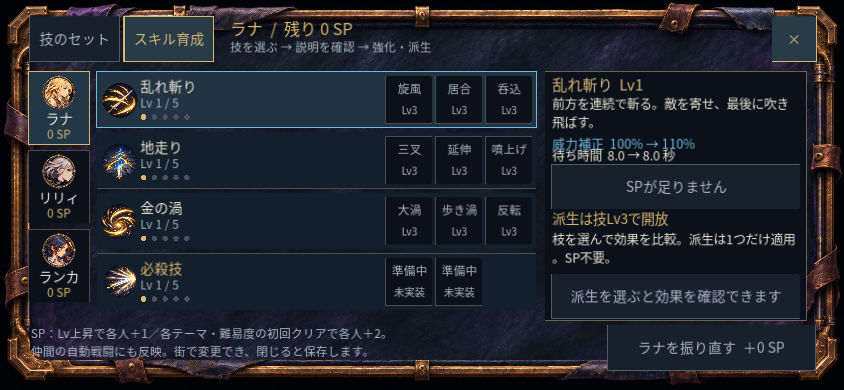 技のセット
スキル育成
ラナ / 残り 0 SP
技を選ぶ → 説明を確認 → 強化・派生
×
ラナ
0 SP
リリィ
0 SP
ランカ
0 SP
乱れ斬り
Lv 1 / 5
旋風
Lv3
居合
Lv3
呑込
Lv3
地走り
Lv 1 / 5
三叉
Lv3
延伸
Lv3
噴上げ
Lv3
金の渦
Lv 1 / 5
大渦
Lv3
歩き渦
Lv3
反転
Lv3
必殺技
Lv 1 / 5
準備中
未実装
準備中
未実装
乱れ斬り Lv1
前方を連続で斬る。敵を寄せ、最後に吹き
飛ばす。
威力補正 100% → 110%
待ち時間 8.0 → 8.0 秒
SPが足りません
派生は技Lv3で開放
枝を選んで効果を比較。派生は1つだけ適用
。SP不要。
派生を選ぶと効果を確認できます
SP：Lv上昇で各人＋1／各テーマ・難易度の初回クリアで各人＋2。
仲間の自動戦闘にも反映。街で変更でき、閉じると保存します。
ラナを振り直す ＋0 SP